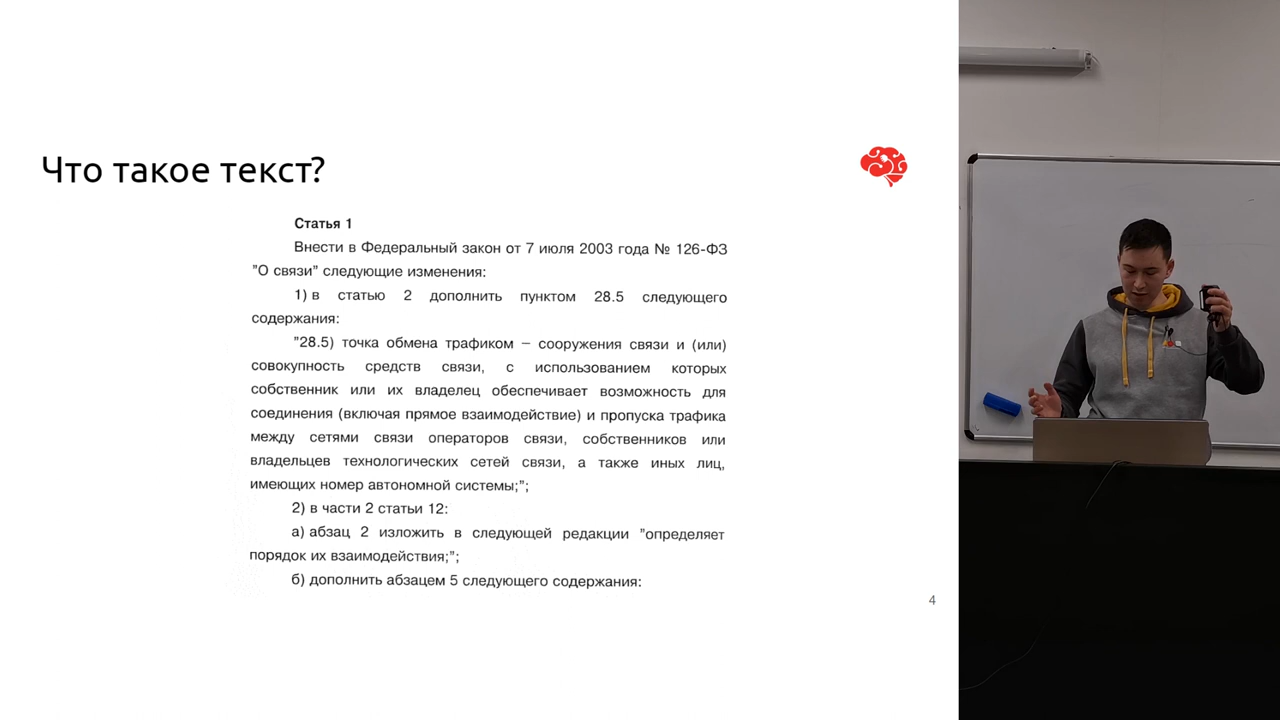 Что такое текст?
Статья 1
Внести в Федеральный закон от 7 июля 2003 года № 126-ФЗ
"О связи" следующие изменения:
1) в статью 2 дополнить пунктом 28.5 следующего
содержания:
"28.5) точка обмена трафиком – сооружения связи и (или)
совокупность средств связи, с использованием которых
собственник или их владелец обеспечивает возможность для
соединения (включая прямое взаимодействие) и пропуска трафика
между сетями связи операторов связи, собственников или
владельцев технологических сетей связи, а также иных лиц,
имеющих номер автономной системы;";
2) в части 2 статьи 12:
а) абзац 2 изложить в следующей редакции "определяет
порядок их взаимодействия;";
б) дополнить абзацем 5 следующего содержания:
4